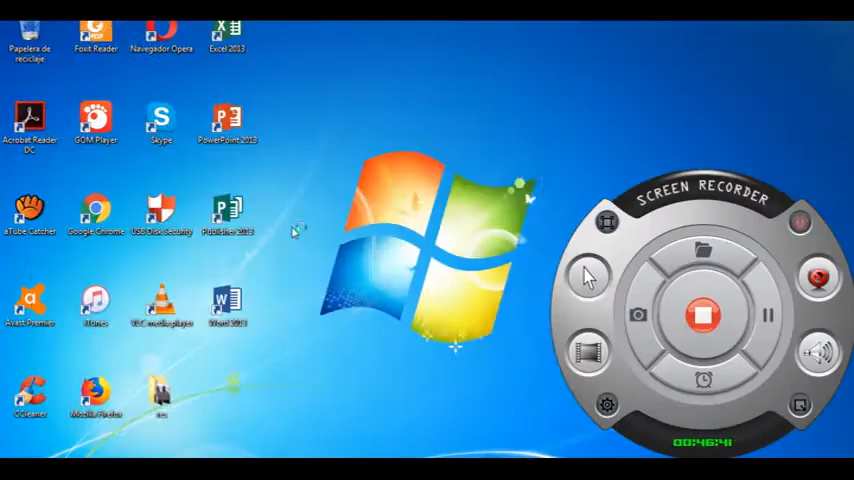 Papelera de
reciclaje
Foxit Reader
Navegador Opera
Excel 2013
Acrobat Reader
DC
GOM Player
Skype
PowerPoint 2013
aTube Catcher
Google Chrome
USB Disk Security
Publisher 2013
Avast Premier
iTunes
VLC media player
Word 2013
CCleaner
Mozilla Firefox
SCREEN RECORDER
00:46:41